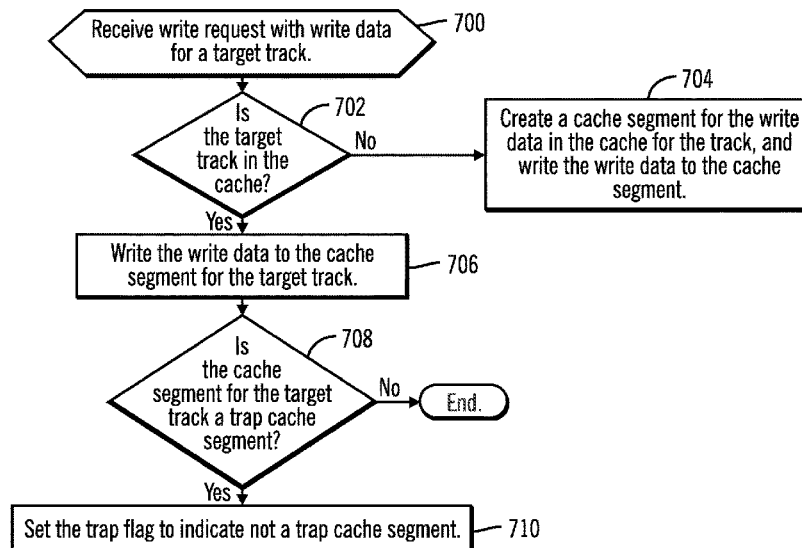 Receive write request with write data
for a target track.
700
702
Is
the target
track in the
cache?
No
704
Create a cache segment for the write
data in the cache for the track, and
write the write data to the cache
segment.
Yes
Write the write data to the cache
segment for the target track.
706
708
Is
the cache
segment for the target
track a trap cache
segment?
No
End.
Yes
Set the trap flag to indicate not a trap cache segment.
710